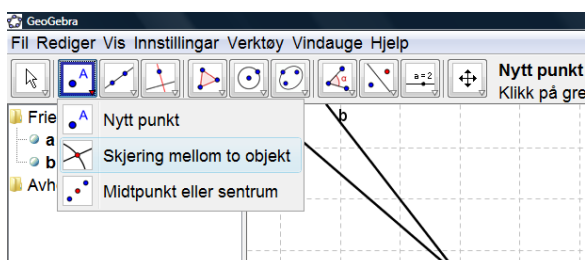 GeoGebra
Fil Rediger Vis Innstillingar Verktøy Vindauge Hjelp
A
α
a=2
Nytt punkt
Klikk på gre
Frie
a
b
Avh
A
Nytt punkt
Skjering mellom to objekt
Midtpunkt eller sentrum
b